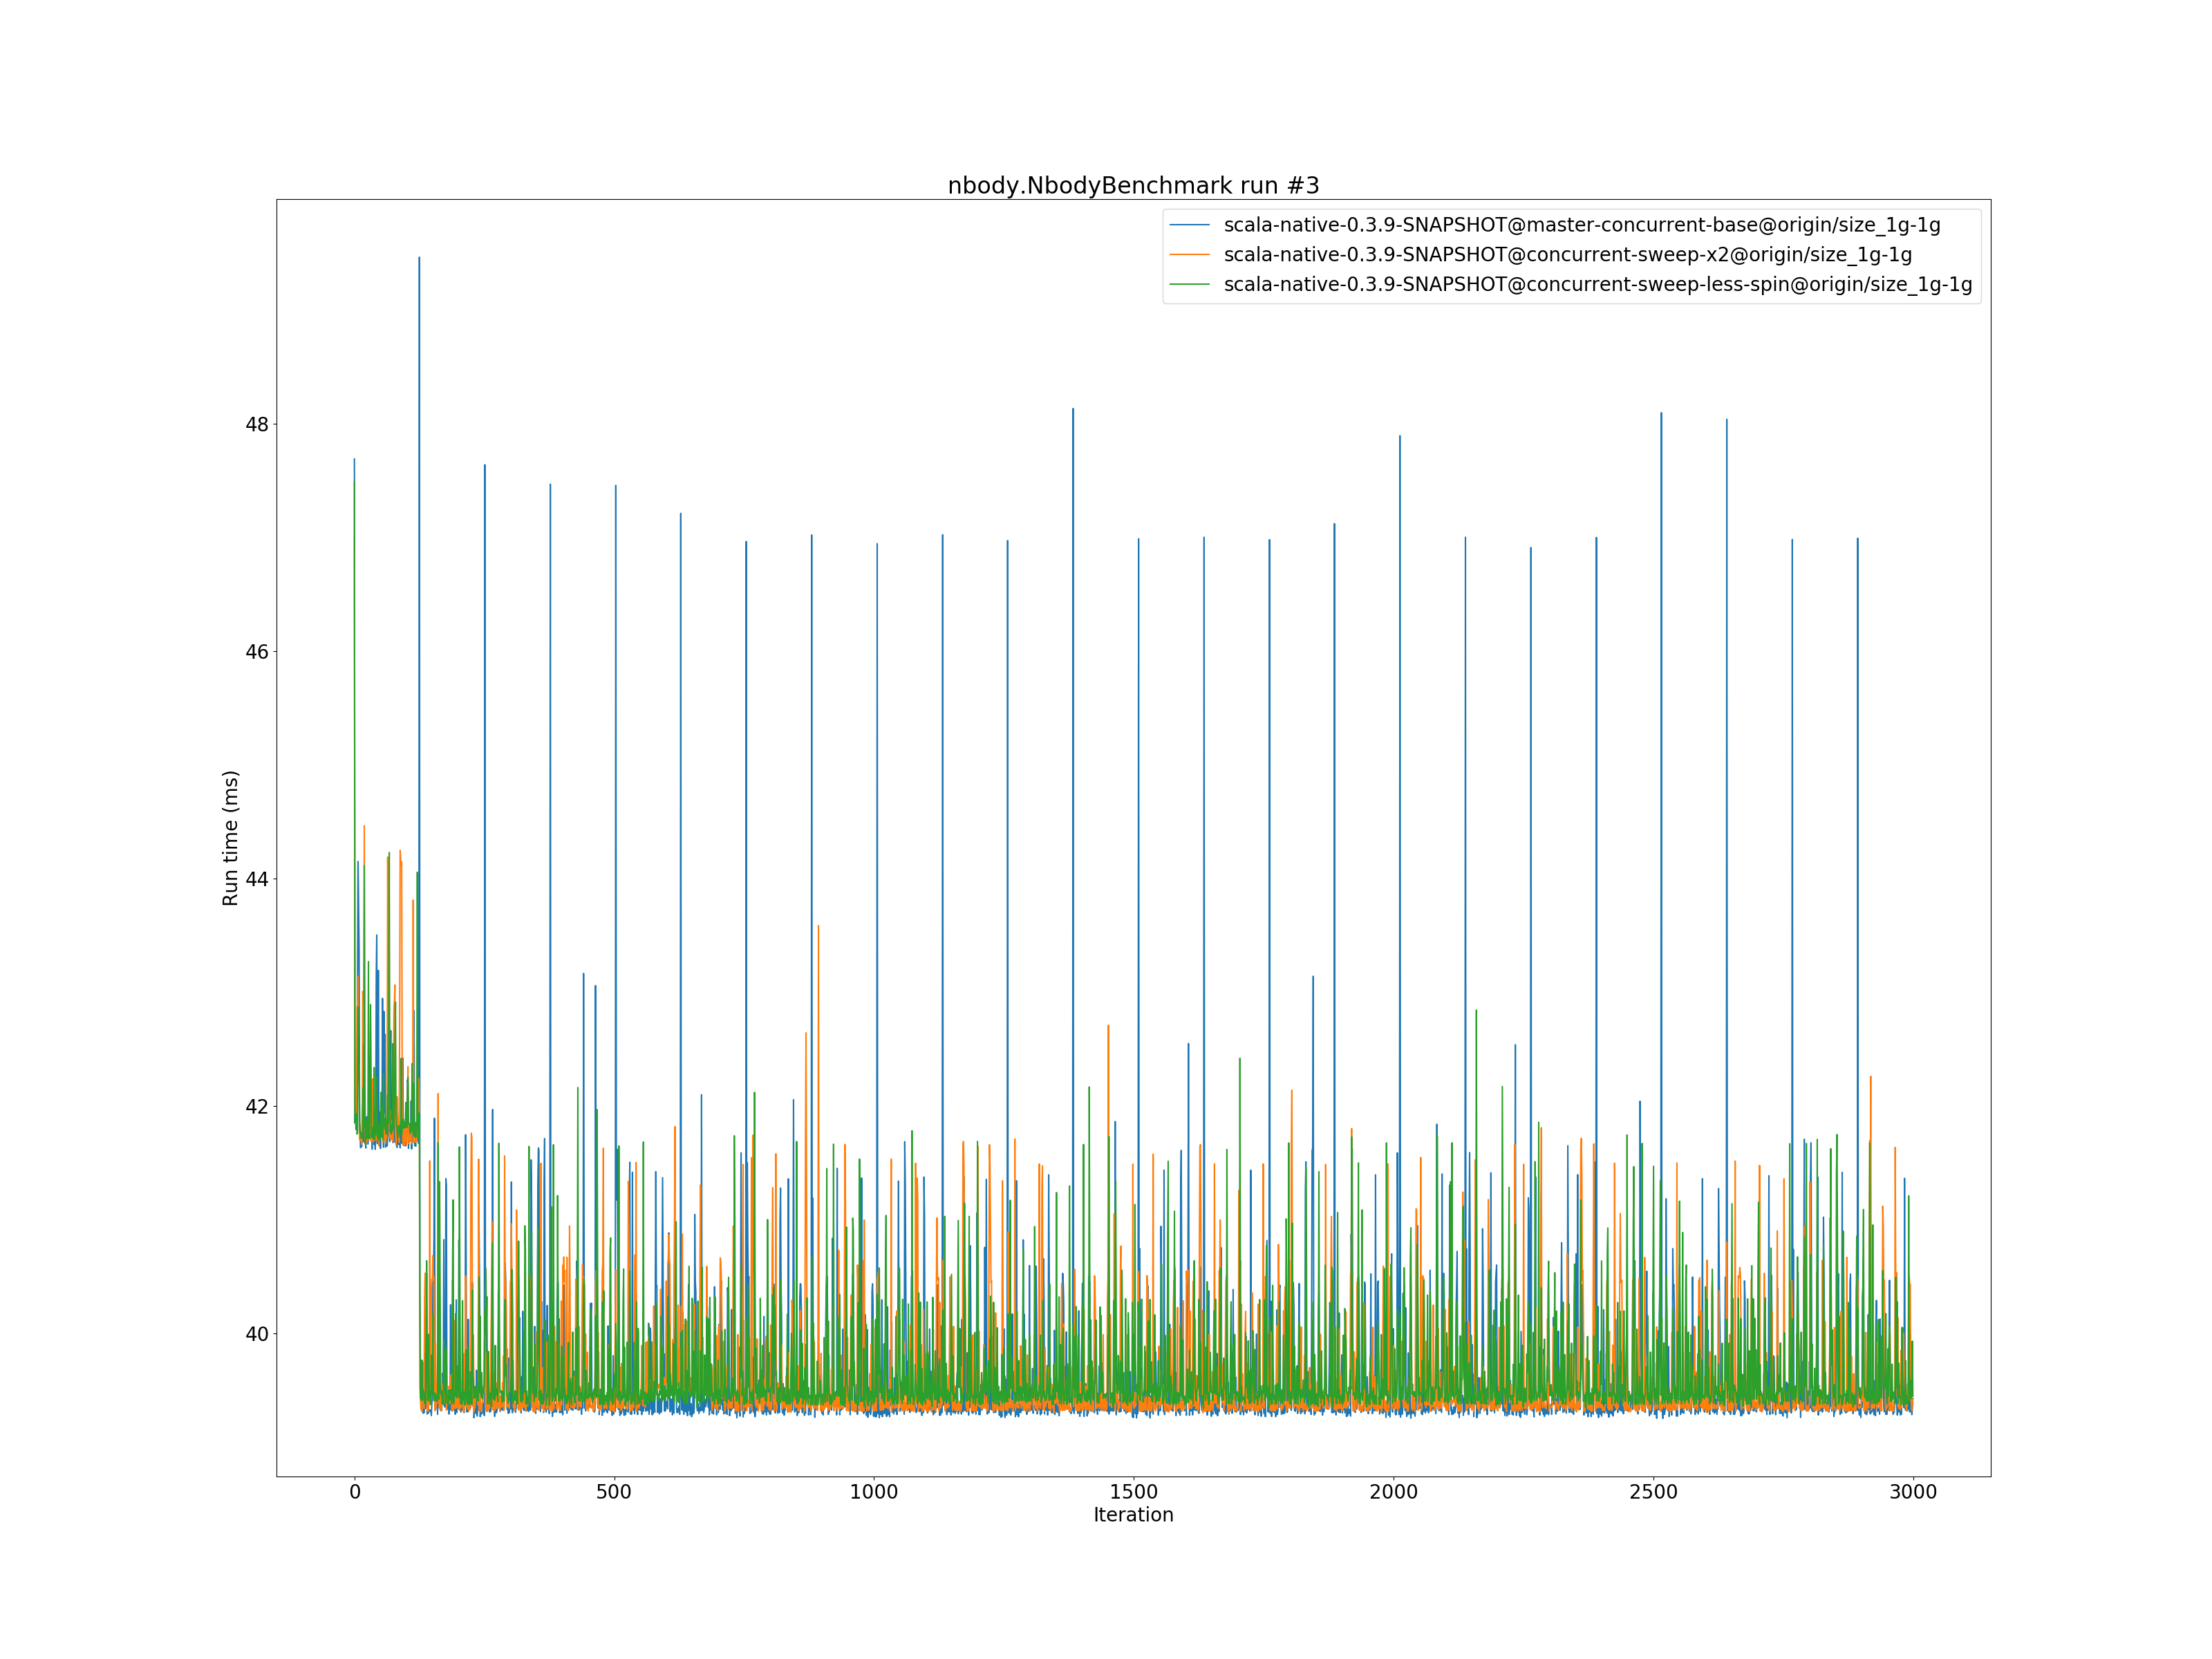 nbody.NbodyBenchmark run #3
scala-native-0.3.9-SNAPSHOT@master-concurrent-base@origin/size_1g-1g
scala-native-0.3.9-SNAPSHOT@concurrent-sweep-x2@origin/size_1g-1g
scala-native-0.3.9-SNAPSHOT@concurrent-sweep-less-spin@origin/size_1g-1g
48
46
44
42
40
Run time (ms)
0 500 1000 1500 2000 2500 3000
Iteration